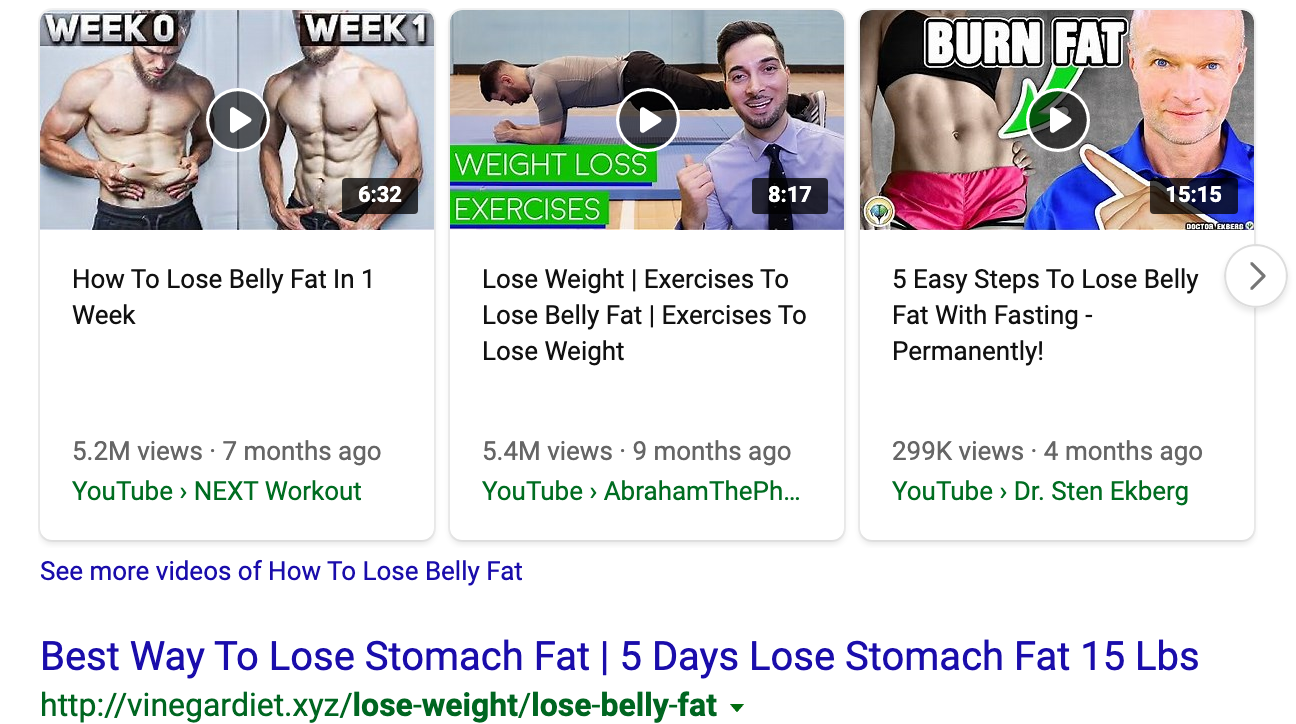 WEEK 0
WEEK 1
6:32
WEIGHT LOSS
EXERCISES
8:17
BURN FAT
15:15
DOCTOR EKBERG
How To Lose Belly Fat In 1
Week
5.2M views · 7 months ago
YouTube › NEXT Workout
Lose Weight | Exercises To
Lose Belly Fat | Exercises To
Lose Weight
5.4M views · 9 months ago
YouTube › AbrahamThePh...
5 Easy Steps To Lose Belly
Fat With Fasting -
Permanently!
299K views · 4 months ago
YouTube › Dr. Sten Ekberg
See more videos of How To Lose Belly Fat
Best Way To Lose Stomach Fat | 5 Days Lose Stomach Fat 15 Lbs
http://vinegardiet.xyz/lose-weight/lose-belly-fat